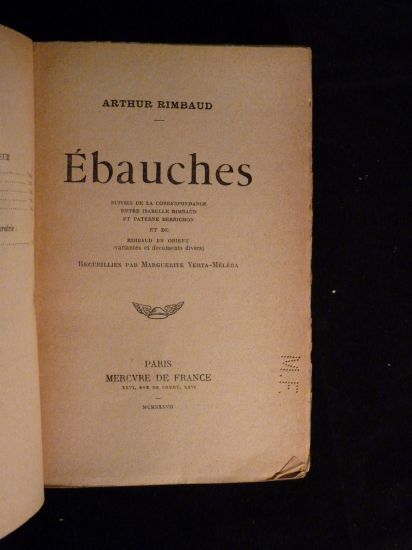 ARTHUR RIMBAUD
Ébauches
SUIVIES DE LA CORRESPONDANCE
ENTRE ISABELLE RIMBAUD
ET PATERNE BERRICHON
ET DE
RIMBAUD EN ORIENT
(variantes et documents divers)
RECUEILLIES PAR MARGUERITE YERTA-MÉLÉRA
PARIS
MERCVRE DE FRANCE
XXVI, RVE DE CONDÉ, XXVI
MCMXXXVII
M.F.